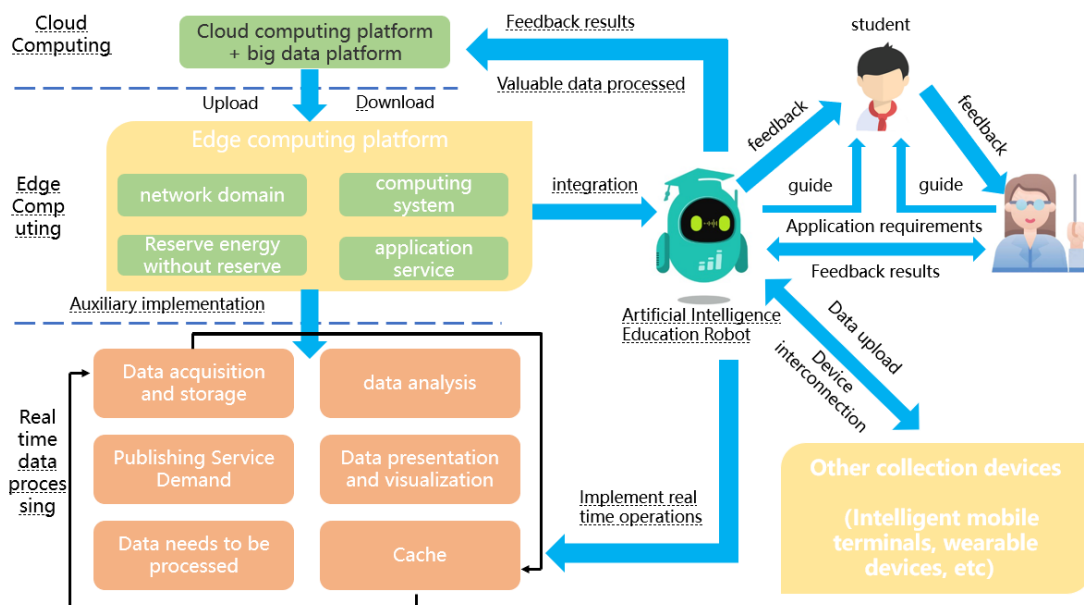 Cloud
Computing
Cloud computing platform
+ big data platform
Feedback results
Valuable data processed
student
Upload
Download
Edge computing platform
Edge
Comp
uting
network domain
computing
system
Reserve energy
without reserve
application
service
integration
feedback
feedback
guide
guide
Application requirements
Feedback results
Auxiliary implementation
Artificial Intelligence
Education Robot
Data upload
Device
interconnection
Real
time
data
proces
sing
Data acquisition
and storage
data analysis
Publishing Service
Demand
Data presentation
and visualization
Data needs to be
processed
Cache
Implement real
time operations
Other collection devices
(Intelligent mobile
terminals, wearable
devices, etc)